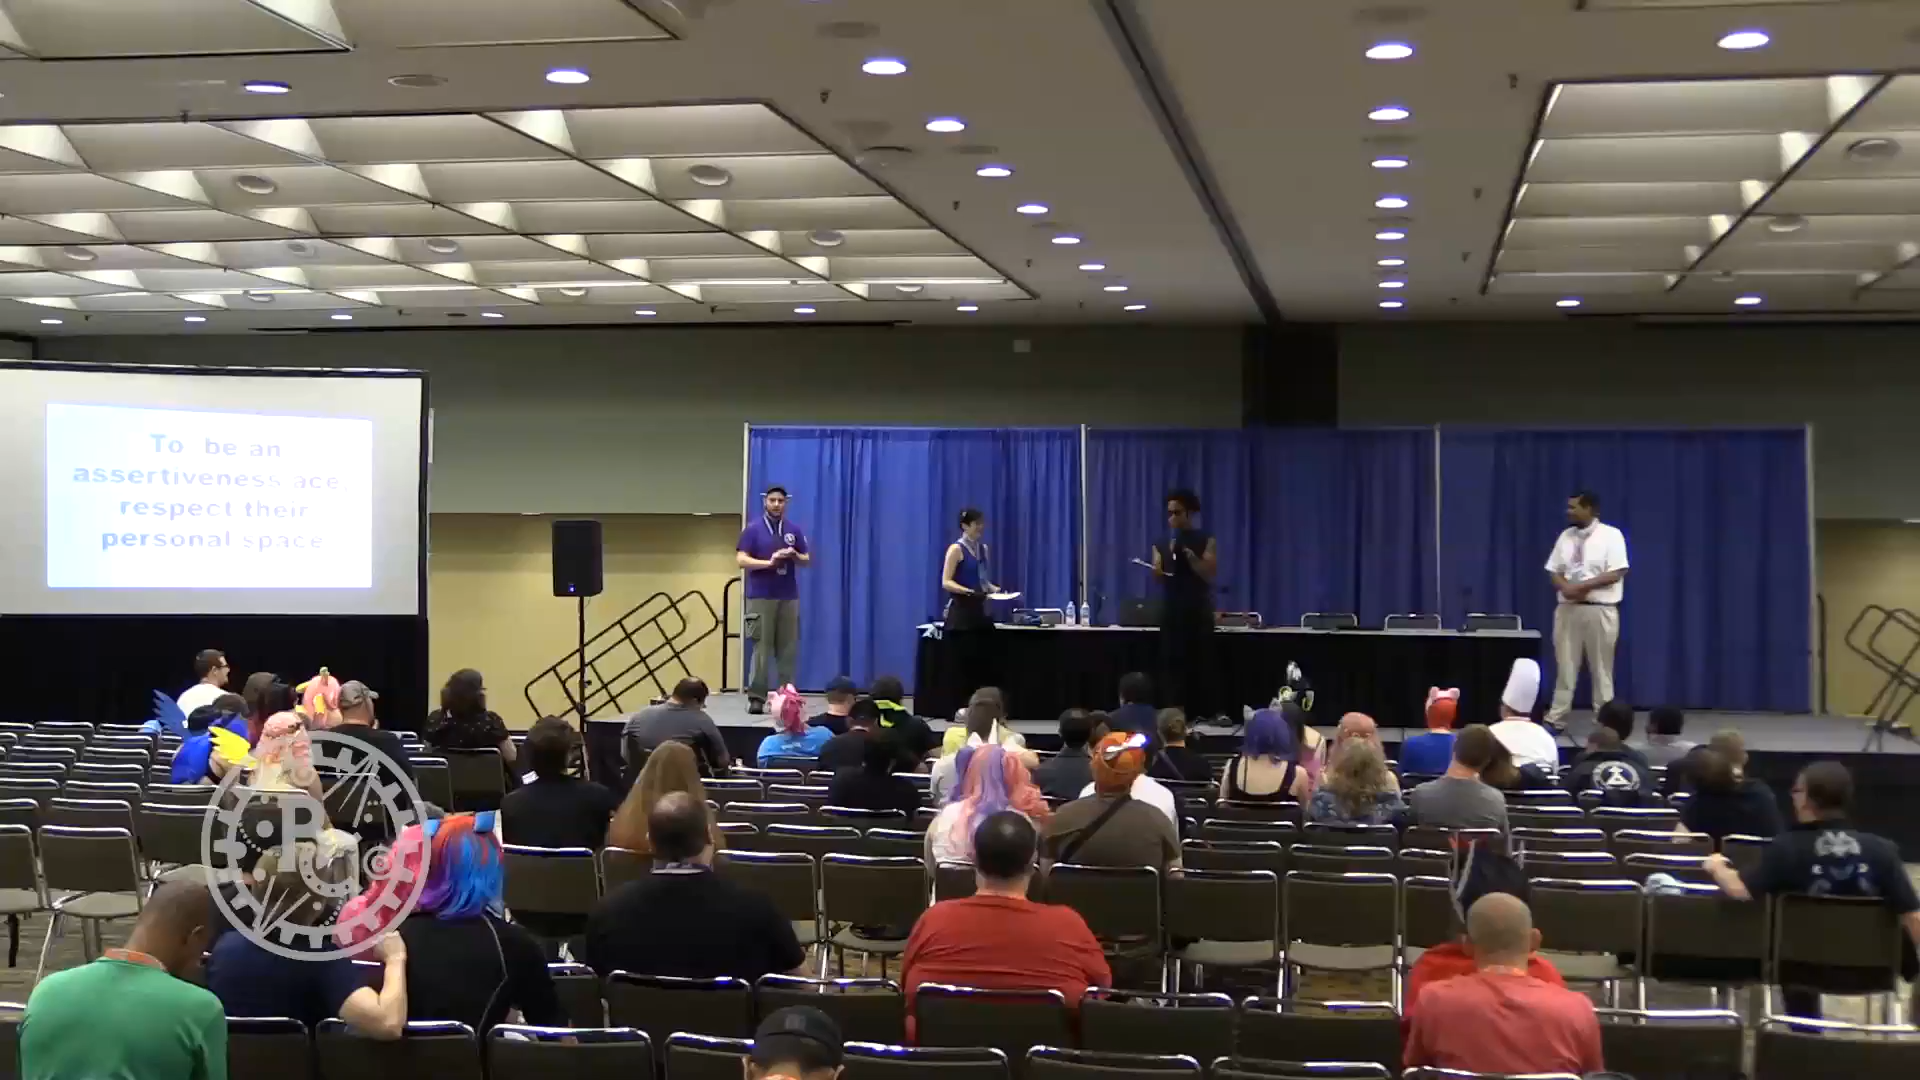 To be an
assertiveness ace,
respect their
personal space